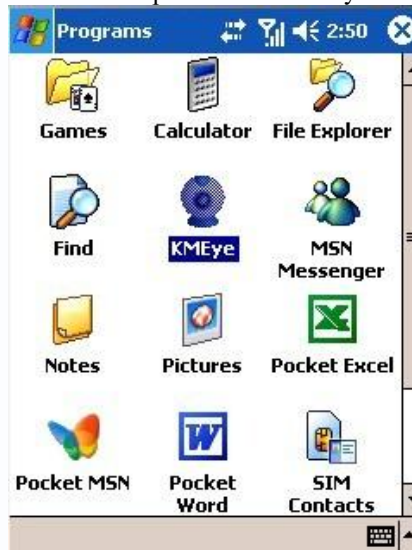 Programs 2:50
Games Calculator File Explorer
Find KMEye MSN
Messenger
Notes Pictures Pocket Excel
Pocket MSN Pocket
Word SIM
Contacts